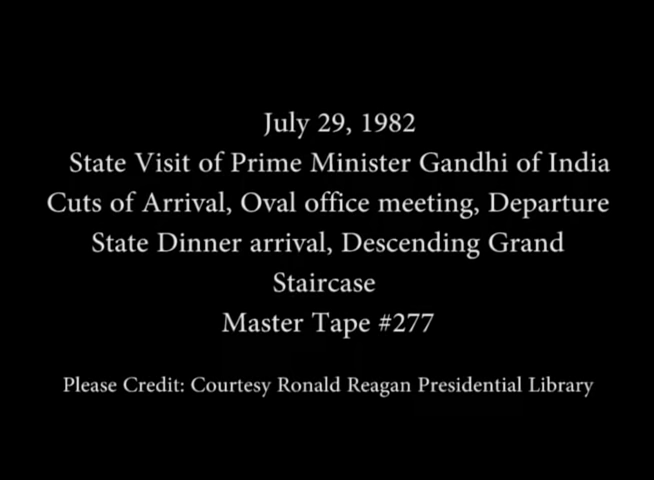 July 29, 1982
State Visit of Prime Minister Gandhi of India
Cuts of Arrival, Oval office meeting, Departure
State Dinner arrival, Descending Grand
Staircase
Master Tape #277
Please Credit: Courtesy Ronald Reagan Presidential Library